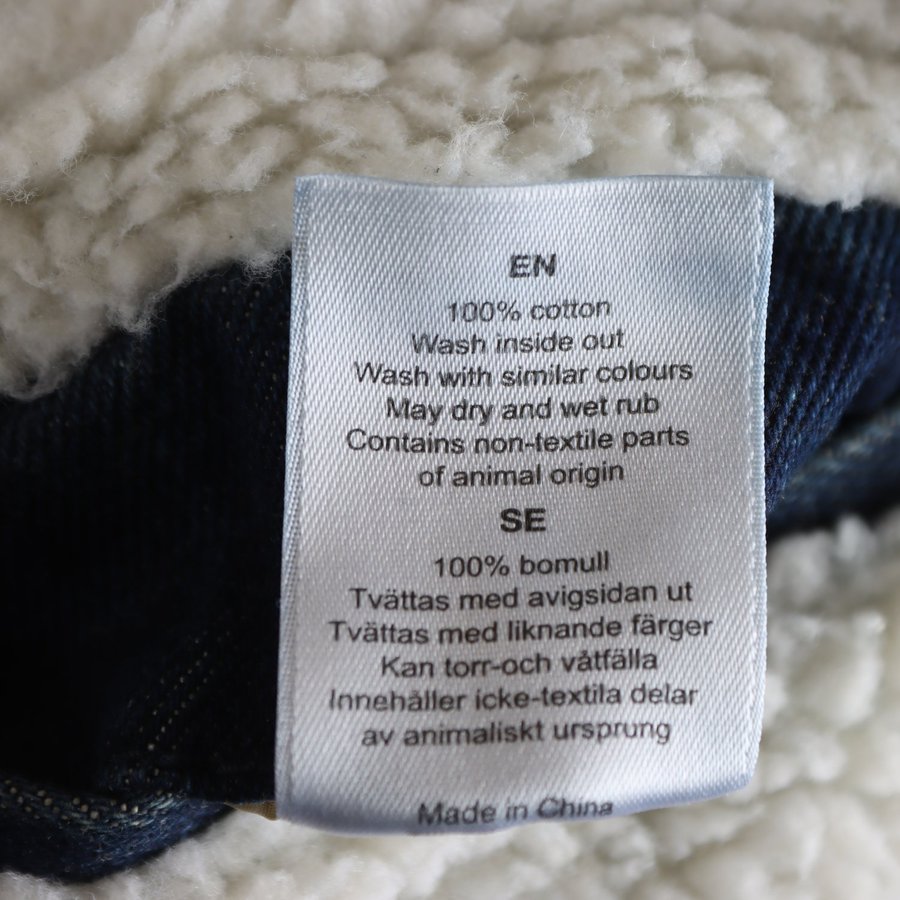 EN
100% cotton
Wash inside out
Wash with similar colours
May dry and wet rub
Contains non-textile parts
of animal origin
SE
100% bomull
Tvättas med avigsidan ut
Tvättas med liknande färger
Kan torr-och våtfälla
Innehåller icke-textila delar
av animaliskt ursprung
Made in China